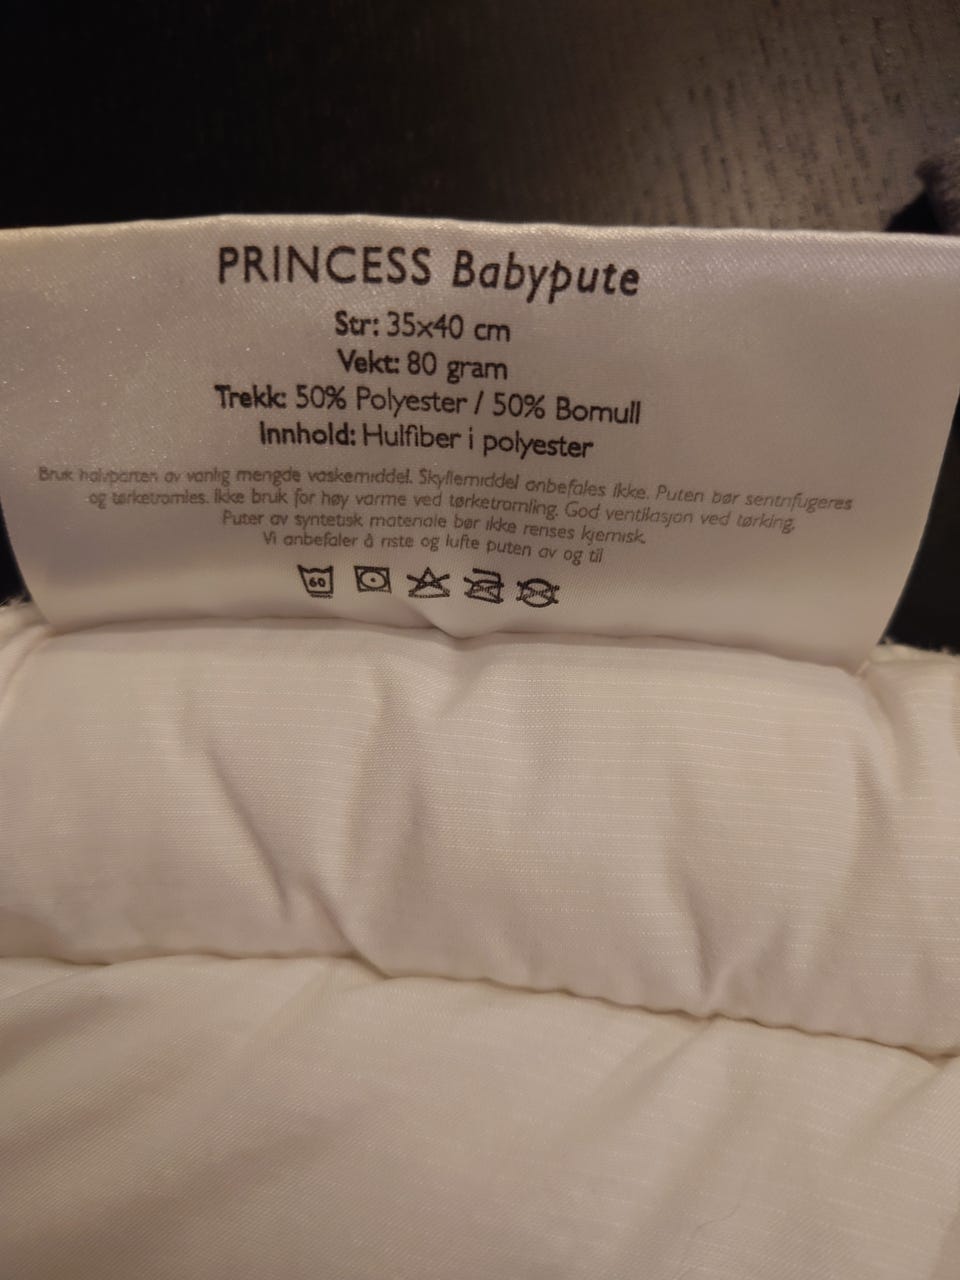 PRINCESS Babypute
Str: 35x40 cm
Vekt: 80 gram
Trekk: 50% Polyester / 50% Bomull
Innhold: Hulfiber i polyester
Bruk halvparten av vanlig mengde vaskemiddel. Skyllemiddel anbefales ikke. Puten bør sentrifugeres
og tørketromles. Ikke bruk for høy varme ved tørketromling. God ventilasjon ved tørking.
Puter av syntetisk materiale bør ikke renses kjemisk.
Vi anbefaler å riste og lufte puten av og til
60